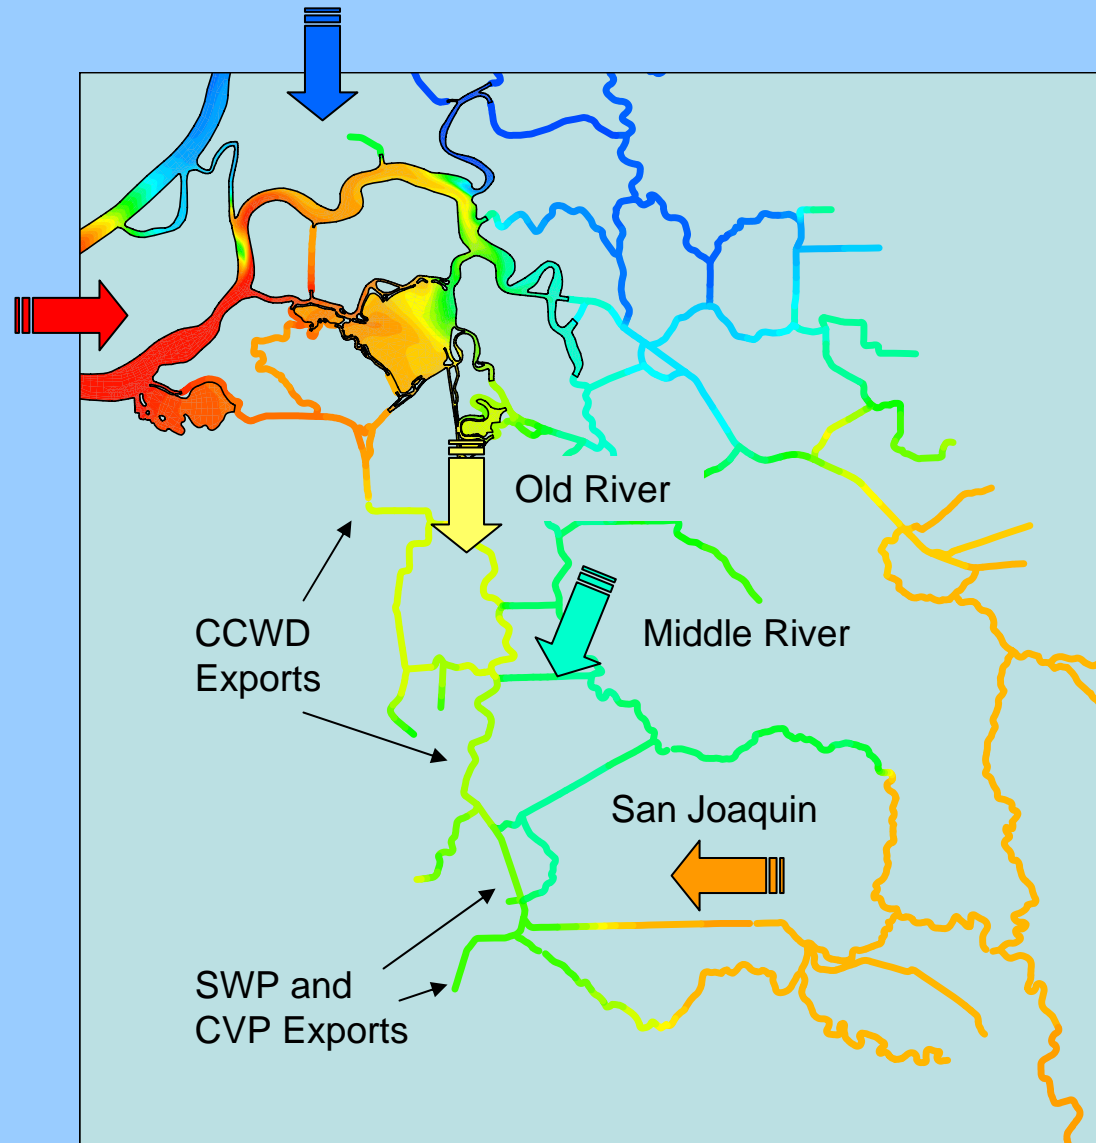 Old River
CCWD
Exports
Middle River
San Joaquin
SWP and
CVP Exports